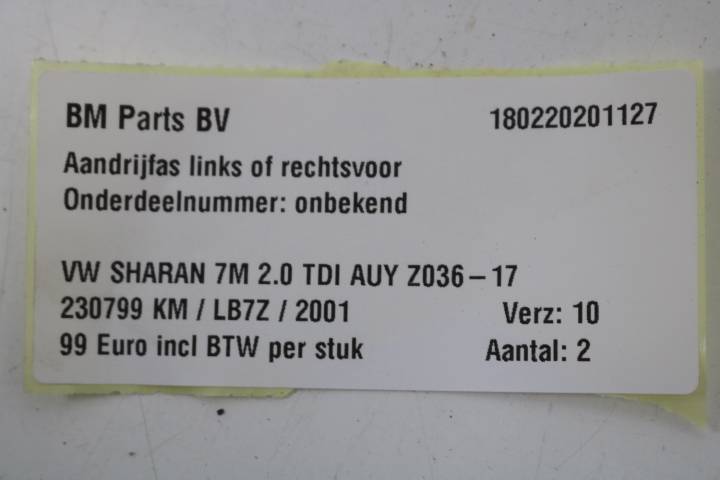 BM Parts BV 180220201127
Aandrijfas links of rechtsvoor
Onderdeelnummer: onbekend
VW SHARAN 7M 2.0 TDI AUY Z036-17
230799 KM / LB7Z / 2001 Verz: 10
99 Euro incl BTW per stuk Aantal: 2